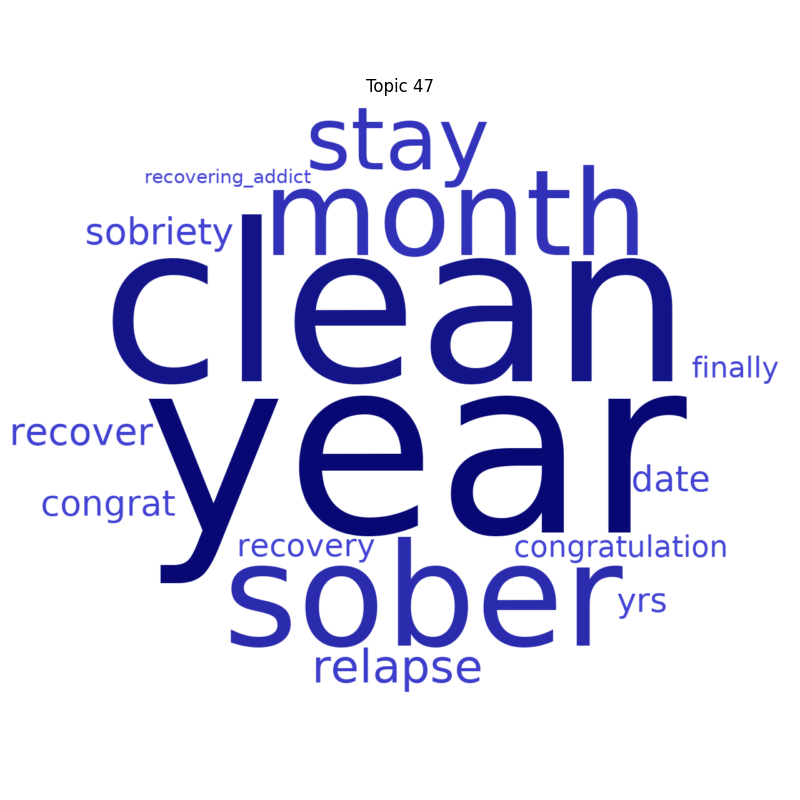 Topic 47
stay
recovering_addict
month
sobriety
clean
finally
year
recover
date
congrat
recovery
congratulation
sober
yrs
relapse